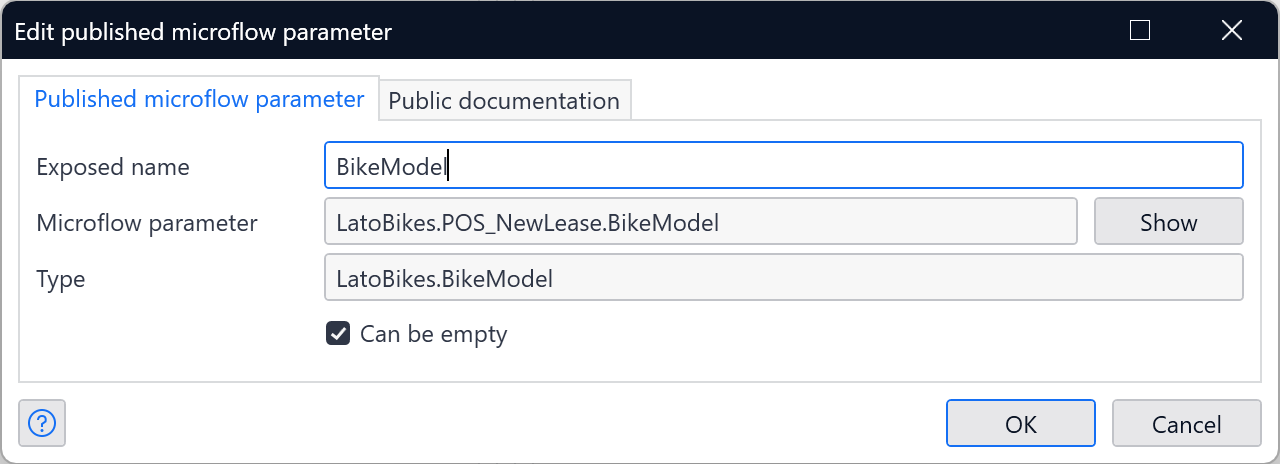 Edit published microflow parameter
Published microflow parameter
Public documentation
Exposed name
BikeModel
Microflow parameter
LatoBikes.POS_NewLease.BikeModel
Show
Type
LatoBikes.BikeModel
Can be empty
?
OK
Cancel